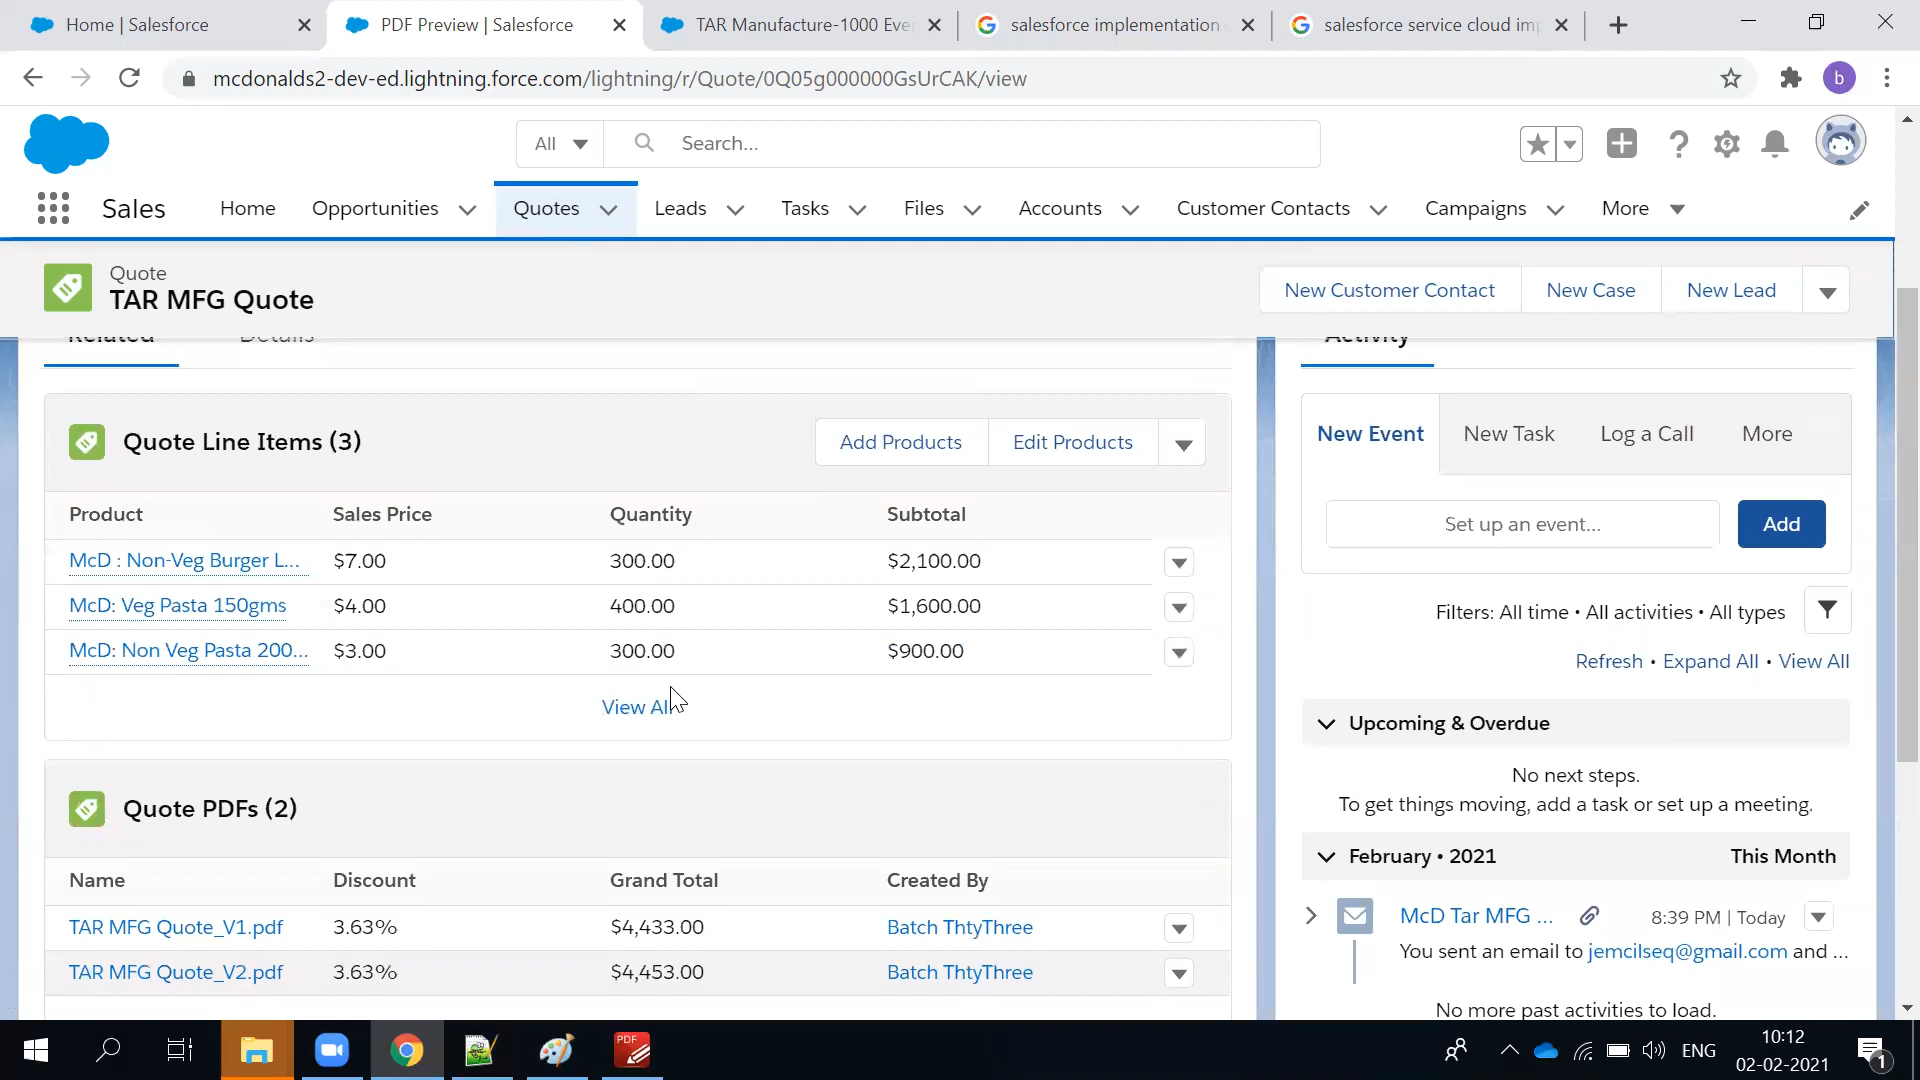 Home | Salesforce
PDF Preview | Salesforce
TAR Manufacture-1000 Ever
salesforce implementation
salesforce service cloud imp
mcdonalds2-dev-ed.lightning.force.com/lightning/r/Quote/0Q05g000000GsUrCAK/view
b
All
Search...
Sales
Home
Opportunities
Quotes
Leads
Tasks
Files
Accounts
Customer Contacts
Campaigns
More
Quote
TAR MFG Quote
New Customer Contact
New Case
New Lead
Related
Details
Activity
Quote Line Items (3)
Add Products
Edit Products
Product Sales Price Quantity Subtotal
McD : Non-Veg Burger L... $7.00 300.00 $2,100.00
McD: Veg Pasta 150gms $4.00 400.00 $1,600.00
McD: Non Veg Pasta 200... $3.00 300.00 $900.00
View All
Quote PDFs (2)
Name Discount Grand Total Created By
TAR MFG Quote_V1.pdf 3.63% $4,433.00 Batch ThtyThree
TAR MFG Quote_V2.pdf 3.63% $4,453.00 Batch ThtyThree
New Event
New Task
Log a Call
More
Set up an event...
Add
Filters: All time • All activities • All types
Refresh • Expand All • View All
Upcoming & Overdue
No next steps.
To get things moving, add a task or set up a meeting.
February • 2021
This Month
McD Tar MFG ...
8:39 PM | Today
You sent an email to jemcilseq@gmail.com and ...
No more past activities to load.
PDF
ENG
10:12
02-02-2021
1